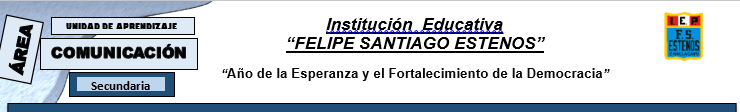 ÁREA
UNIDAD DE APRENDIZAJE
COMUNICACIÓN
Secundaria
Institución Educativa
“FELIPE SANTIAGO ESTENOS”
“Año de la Esperanza y el Fortalecimiento de la Democracia”
I E P
F.S.
ESTENOS